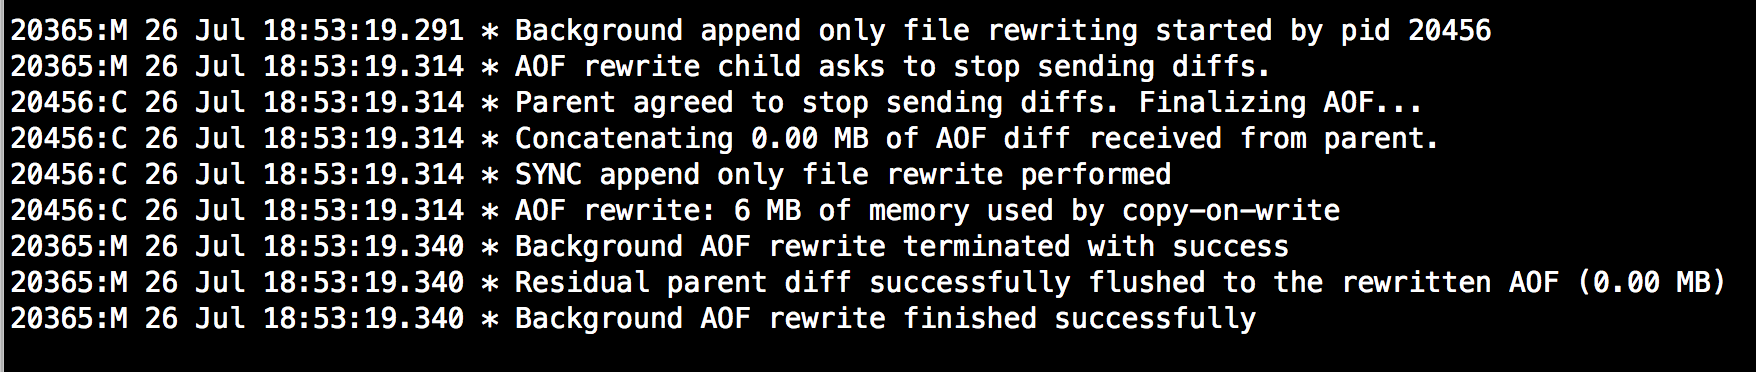 20365:M 26 Jul 18:53:19.291 * Background append only file rewriting started by pid 20456
20365:M 26 Jul 18:53:19.314 * AOF rewrite child asks to stop sending diffs.
20456:C 26 Jul 18:53:19.314 * Parent agreed to stop sending diffs. Finalizing AOF...
20456:C 26 Jul 18:53:19.314 * Concatenating 0.00 MB of AOF diff received from parent.
20456:C 26 Jul 18:53:19.314 * SYNC append only file rewrite performed
20456:C 26 Jul 18:53:19.314 * AOF rewrite: 6 MB of memory used by copy-on-write
20365:M 26 Jul 18:53:19.340 * Background AOF rewrite terminated with success
20365:M 26 Jul 18:53:19.340 * Residual parent diff successfully flushed to the rewritten AOF (0.00 MB)
20365:M 26 Jul 18:53:19.340 * Background AOF rewrite finished successfully